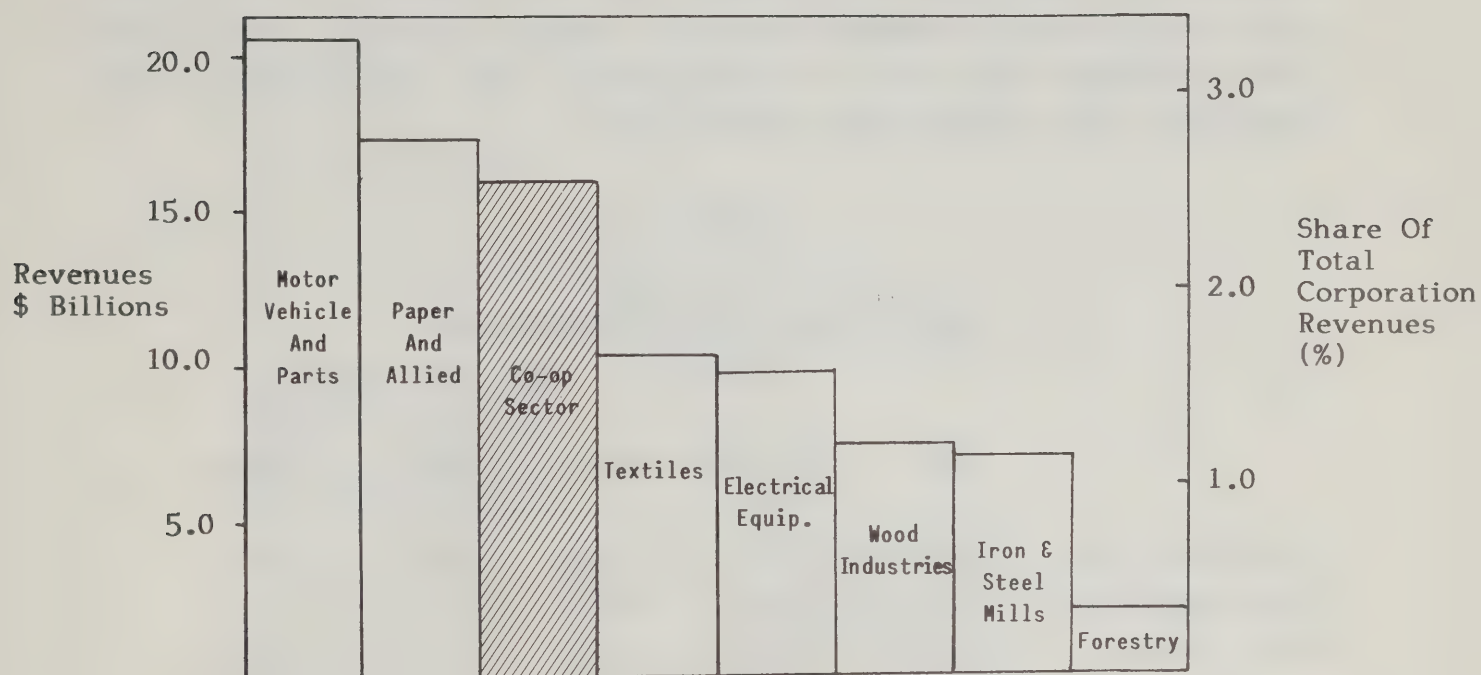 20.0
15.0
10.0
5.0
Revenues
$ Billions
Motor
Vehicle
And
Parts
Paper
And
Allied
Co-op
Sector
Textiles
Electrical
Equip.
Wood
Industries
Iron &
Steel
Mills
Forestry
3.0
2.0
1.0
Share Of
Total
Corporation
Revenues
(%)